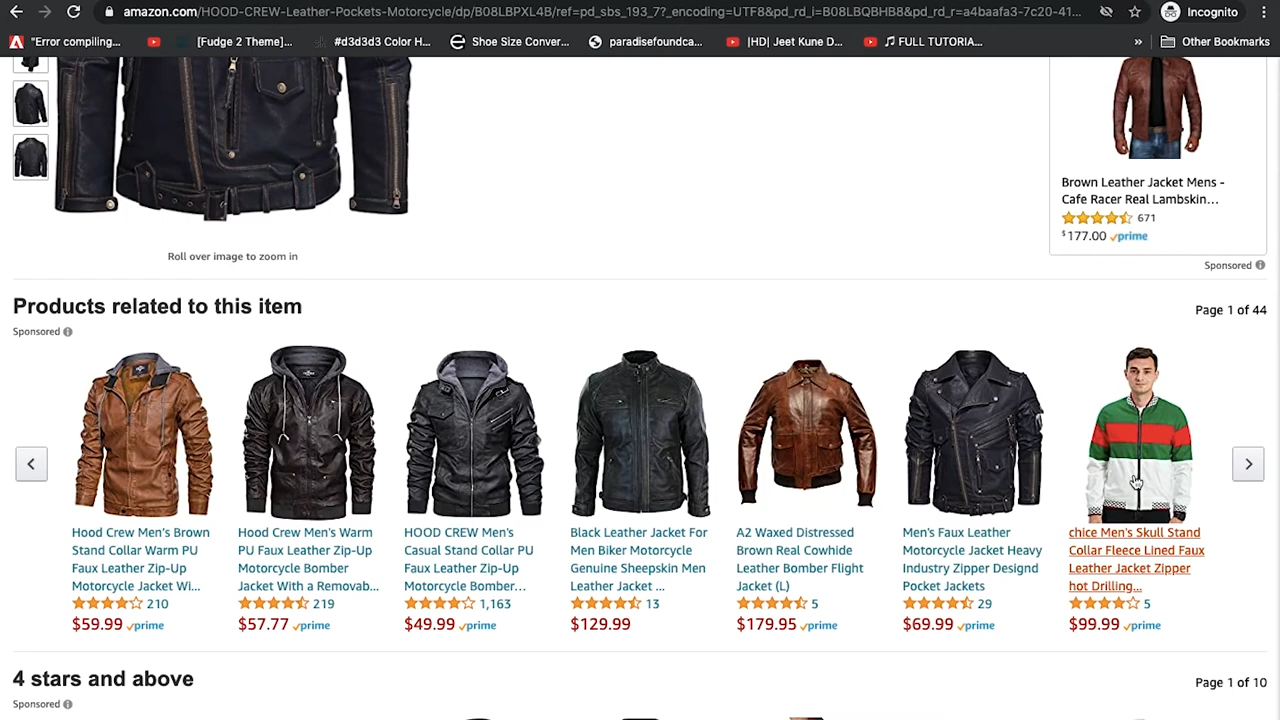 amazon.com/HOOD-CREW-Leather-Pockets-Motorcycle/dp/B08LBPXL4B/ref=pd_sbs_193_7?_encoding=UTF8&pd_rd_i=B08LBQBHB8&pd_rd_r=a4baafa3-7c20-41...
Incognito
"Error compiling...
[Fudge 2 Theme]...
#d3d3d3 Color H...
Shoe Size Conver...
paradisefoundca...
|HD| Jeet Kune D...
FULL TUTORIA...
»
Other Bookmarks
Brown Leather Jacket Mens -
Cafe Racer Real Lambskin...
671
$177.00 prime
Roll over image to zoom in
Sponsored
Products related to this item
Page 1 of 44
Sponsored
Hood Crew Men's Brown
Stand Collar Warm PU
Faux Leather Zip-Up
Motorcycle Jacket Wi...
210
$59.99 prime
Hood Crew Men's Warm
PU Faux Leather Zip-Up
Motorcycle Bomber
Jacket With a Removab...
219
$57.77 prime
HOOD CREW Men's
Casual Stand Collar PU
Faux Leather Zip-Up
Motorcycle Bomber...
1,163
$49.99 prime
Black Leather Jacket For
Men Biker Motorcycle
Genuine Sheepskin Men
Leather Jacket ...
13
$129.99
A2 Waxed Distressed
Brown Real Cowhide
Leather Bomber Flight
Jacket (L)
5
$179.95 prime
Men's Faux Leather
Motorcycle Jacket Heavy
Industry Zipper Designd
Pocket Jackets
29
$69.99 prime
chice Men's Skull Stand
Collar Fleece Lined Faux
Leather Jacket Zipper
hot Drilling...
5
$99.99 prime
4 stars and above
Page 1 of 10
Sponsored